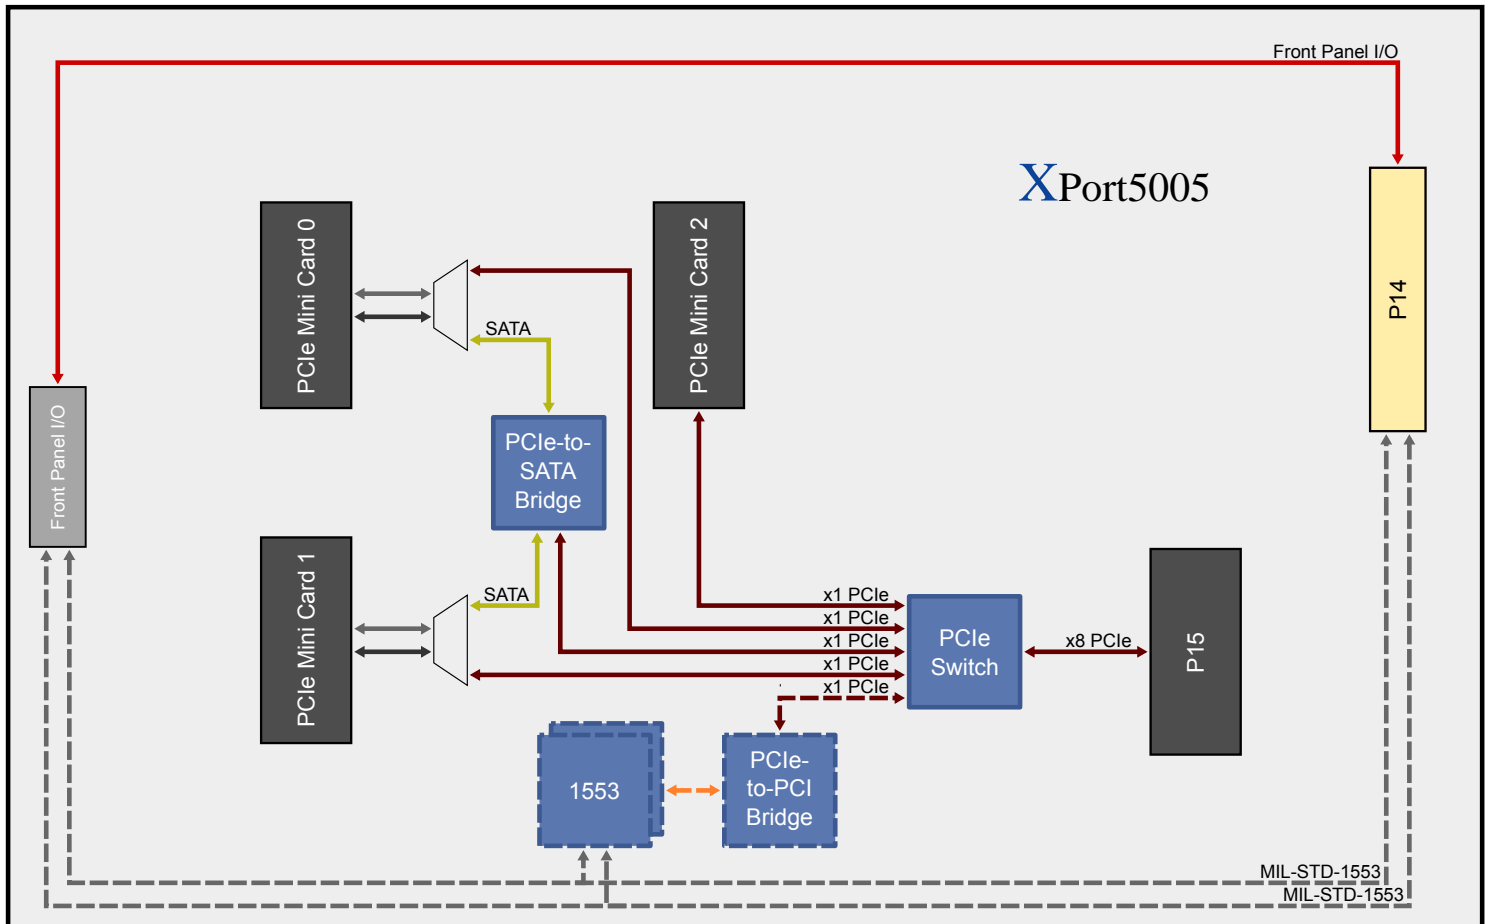 Front Panel I/O
XPort5005
PCIe Mini Card 0
PCIe Mini Card 2
P14
SATA
Front Panel I/O
PCIe-to-
SATA
Bridge
PCIe Mini Card 1
SATA
x1 PCIe
x1 PCIe
x1 PCIe
x1 PCIe
x1 PCIe
PCIe
Switch
x8 PCIe
P15
1553
PCIe-
to-PCI
Bridge
MIL-STD-1553
MIL-STD-1553